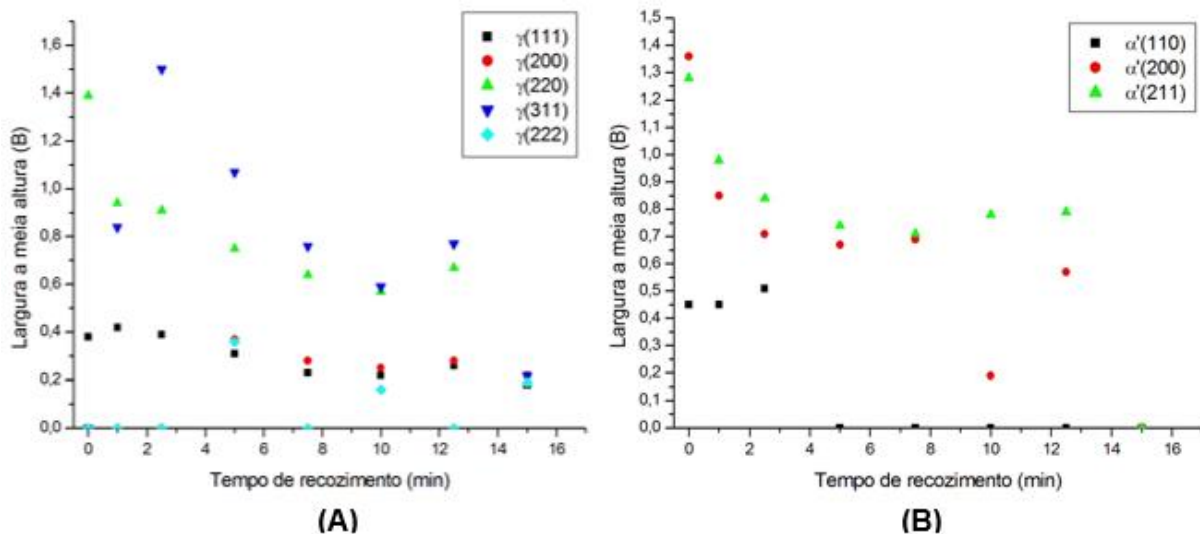 1,6
1,4
1,2
1,0
0,8
0,6
0,4
0,2
0,0
Largura a meia altura (B)
0 2 4 6 8 10 12 14 16
Tempo de recozimento (min)
γ(111)
γ(200)
γ(220)
γ(311)
γ(222)
(A)
1,5
1,4
1,3
1,2
1,1
1,0
0,9
0,8
0,7
0,6
0,5
0,4
0,3
0,2
0,1
0,0
Largura a meia altura (B)
0 2 4 6 8 10 12 14 16
Tempo de recozimento (min)
α'(110)
α'(200)
α'(211)
(B)